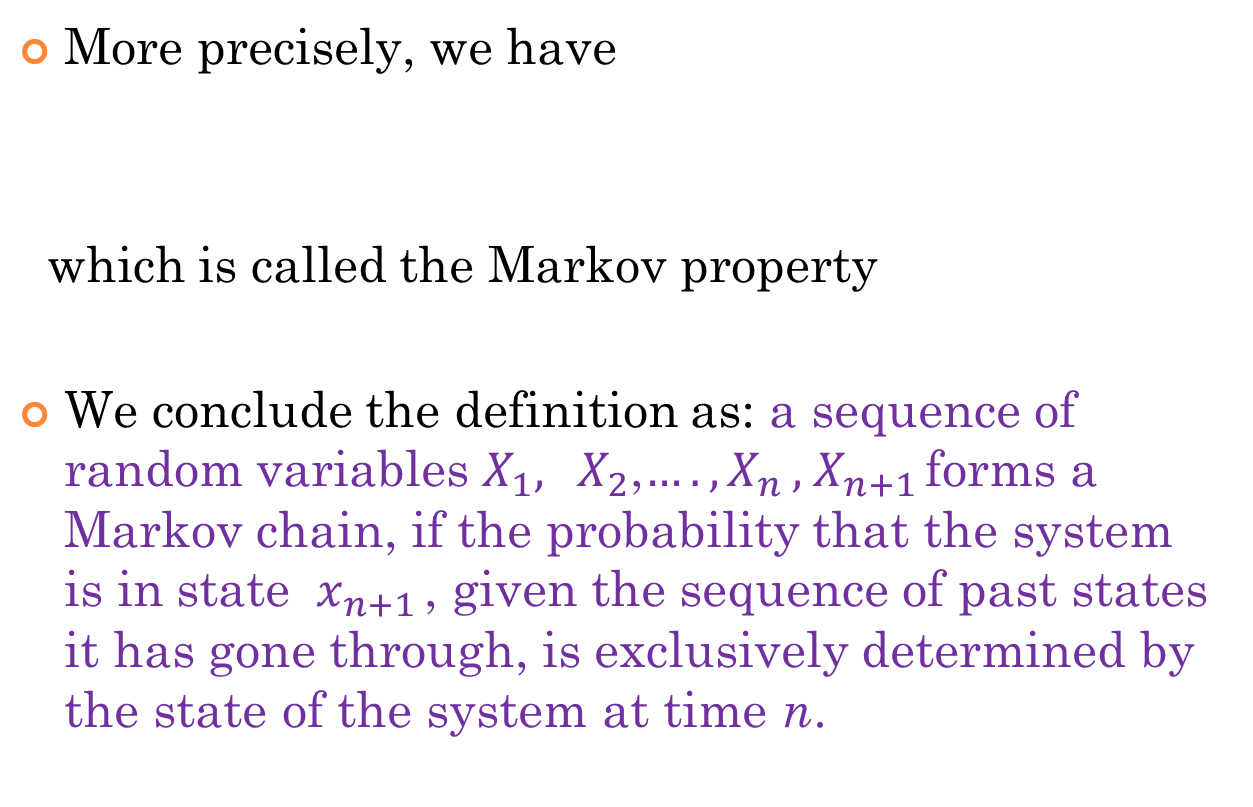 More precisely, we have
which is called the Markov property
We conclude the definition as: a sequence of
random variables X₁, X₂,....,Xₙ , Xₙ₊₁ forms a
Markov chain, if the probability that the system
is in state xₙ₊₁ , given the sequence of past states
it has gone through, is exclusively determined by
the state of the system at time n.